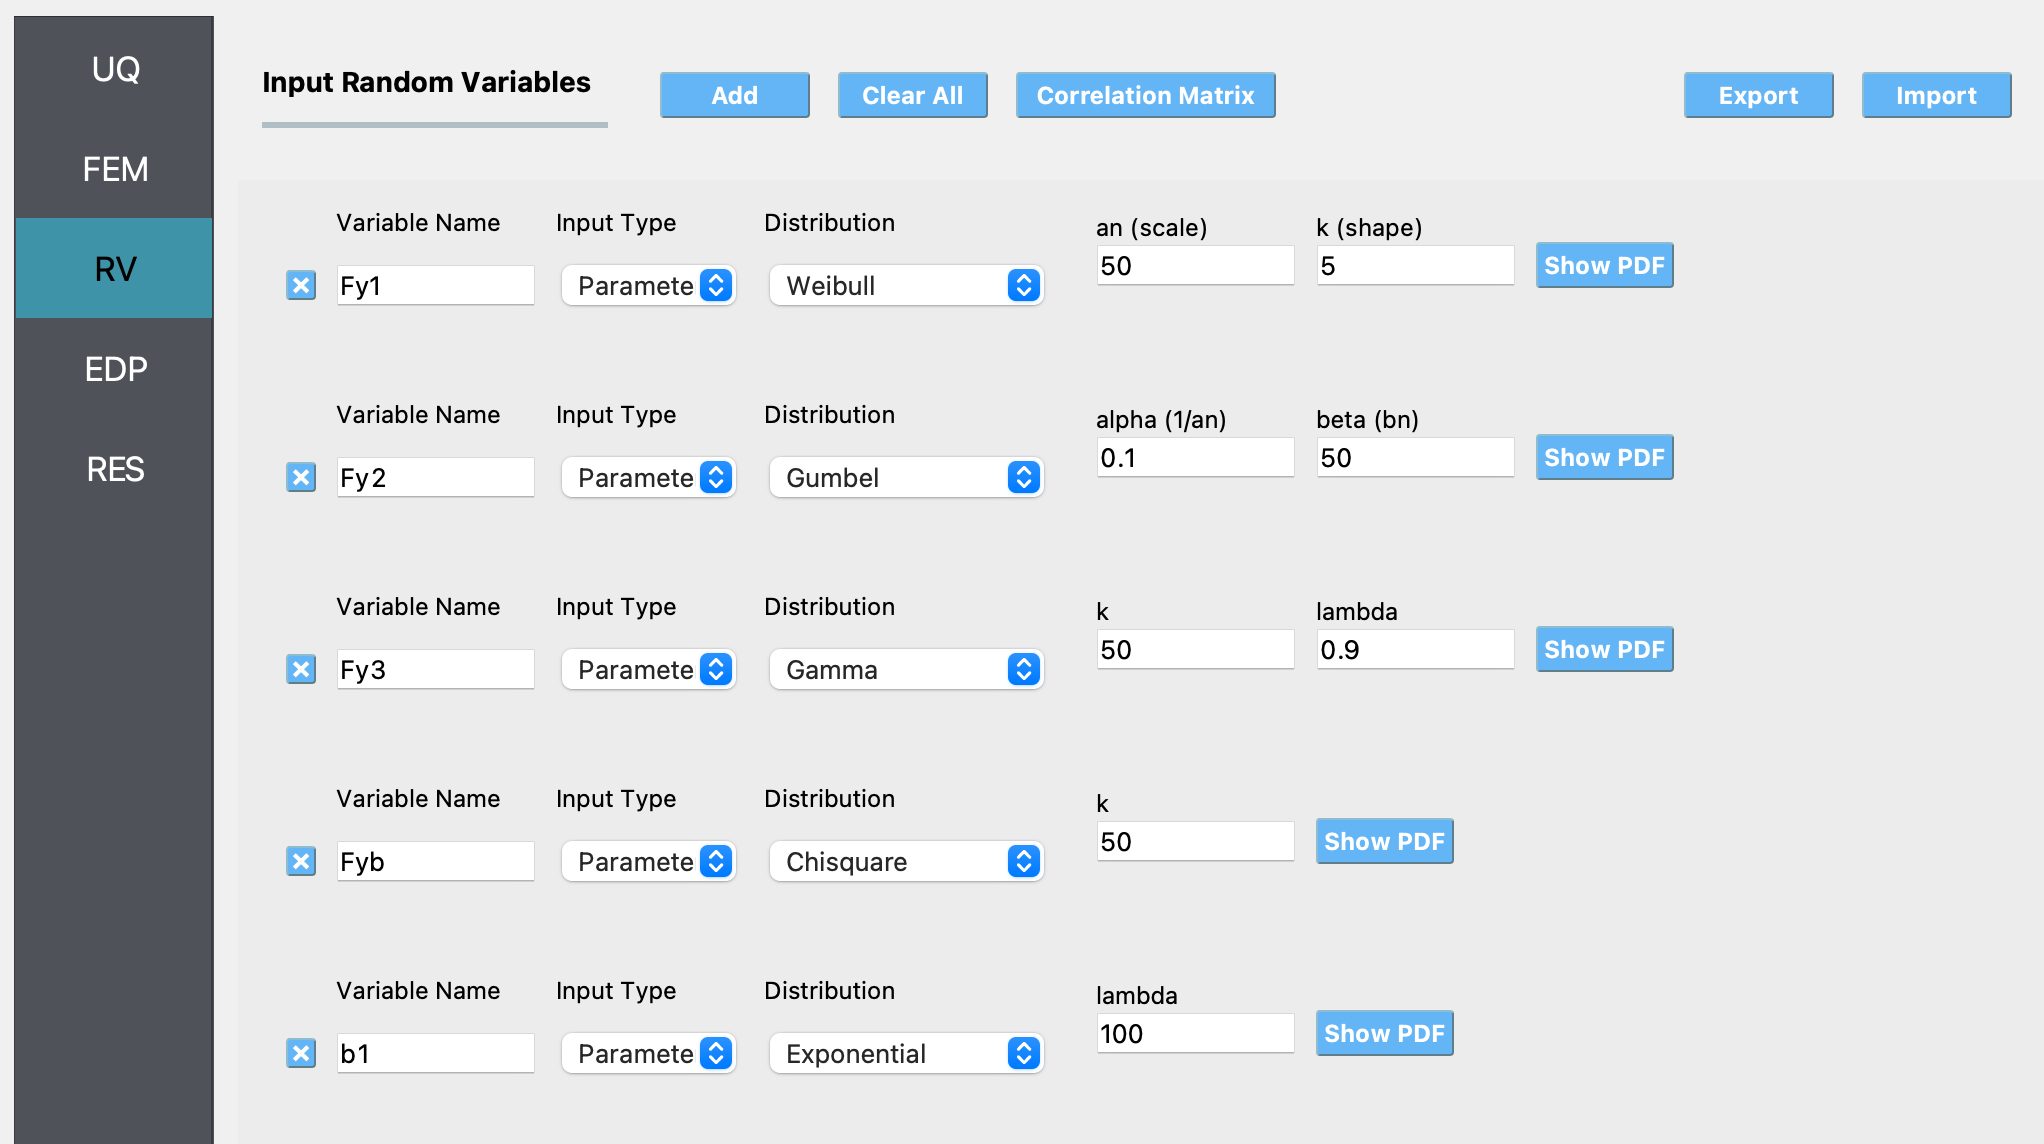 UQ
FEM
RV
EDP
RES
Input Random Variables
Add
Clear All
Correlation Matrix
Export
Import
Variable Name Input Type Distribution an (scale) k (shape)
Fy1 Paramete Weibull 50 5 Show PDF
Variable Name Input Type Distribution alpha (1/an) beta (bn)
Fy2 Paramete Gumbel 0.1 50 Show PDF
Variable Name Input Type Distribution k lambda
Fy3 Paramete Gamma 50 0.9 Show PDF
Variable Name Input Type Distribution k
Fyb Paramete Chisquare 50 Show PDF
Variable Name Input Type Distribution lambda
b1 Paramete Exponential 100 Show PDF